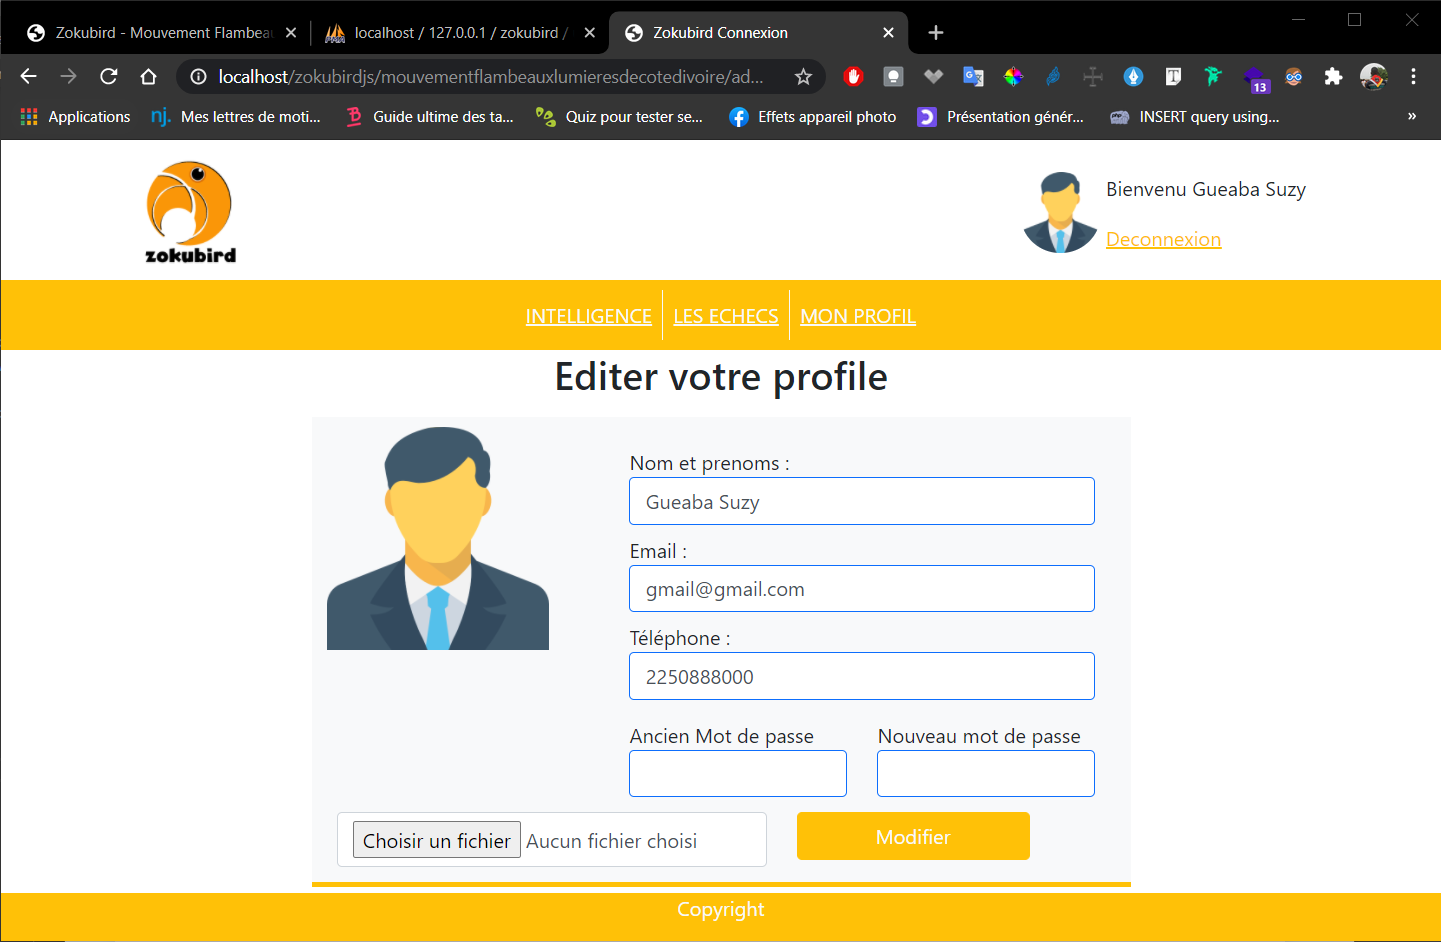 Zokubird - Mouvement Flambeau
localhost / 127.0.0.1 / zokubird /
Zokubird Connexion
localhost/zokubirdjs/mouvementflambeauxlumieresdecotedivoire/ad...
13
Applications
nj. Mes lettres de moti...
Guide ultime des ta...
Quiz pour tester se...
Effets appareil photo
Présentation génér...
php INSERT query using...
»
zokubird
Bienvenu Gueaba Suzy
Deconnexion
INTELLIGENCE
LES ECHECS
MON PROFIL
Editer votre profile
Nom et prenoms :
Gueaba Suzy
Email :
gmail@gmail.com
Téléphone :
2250888000
Ancien Mot de passe
Nouveau mot de passe
Choisir un fichier Aucun fichier choisi
Modifier
Copyright